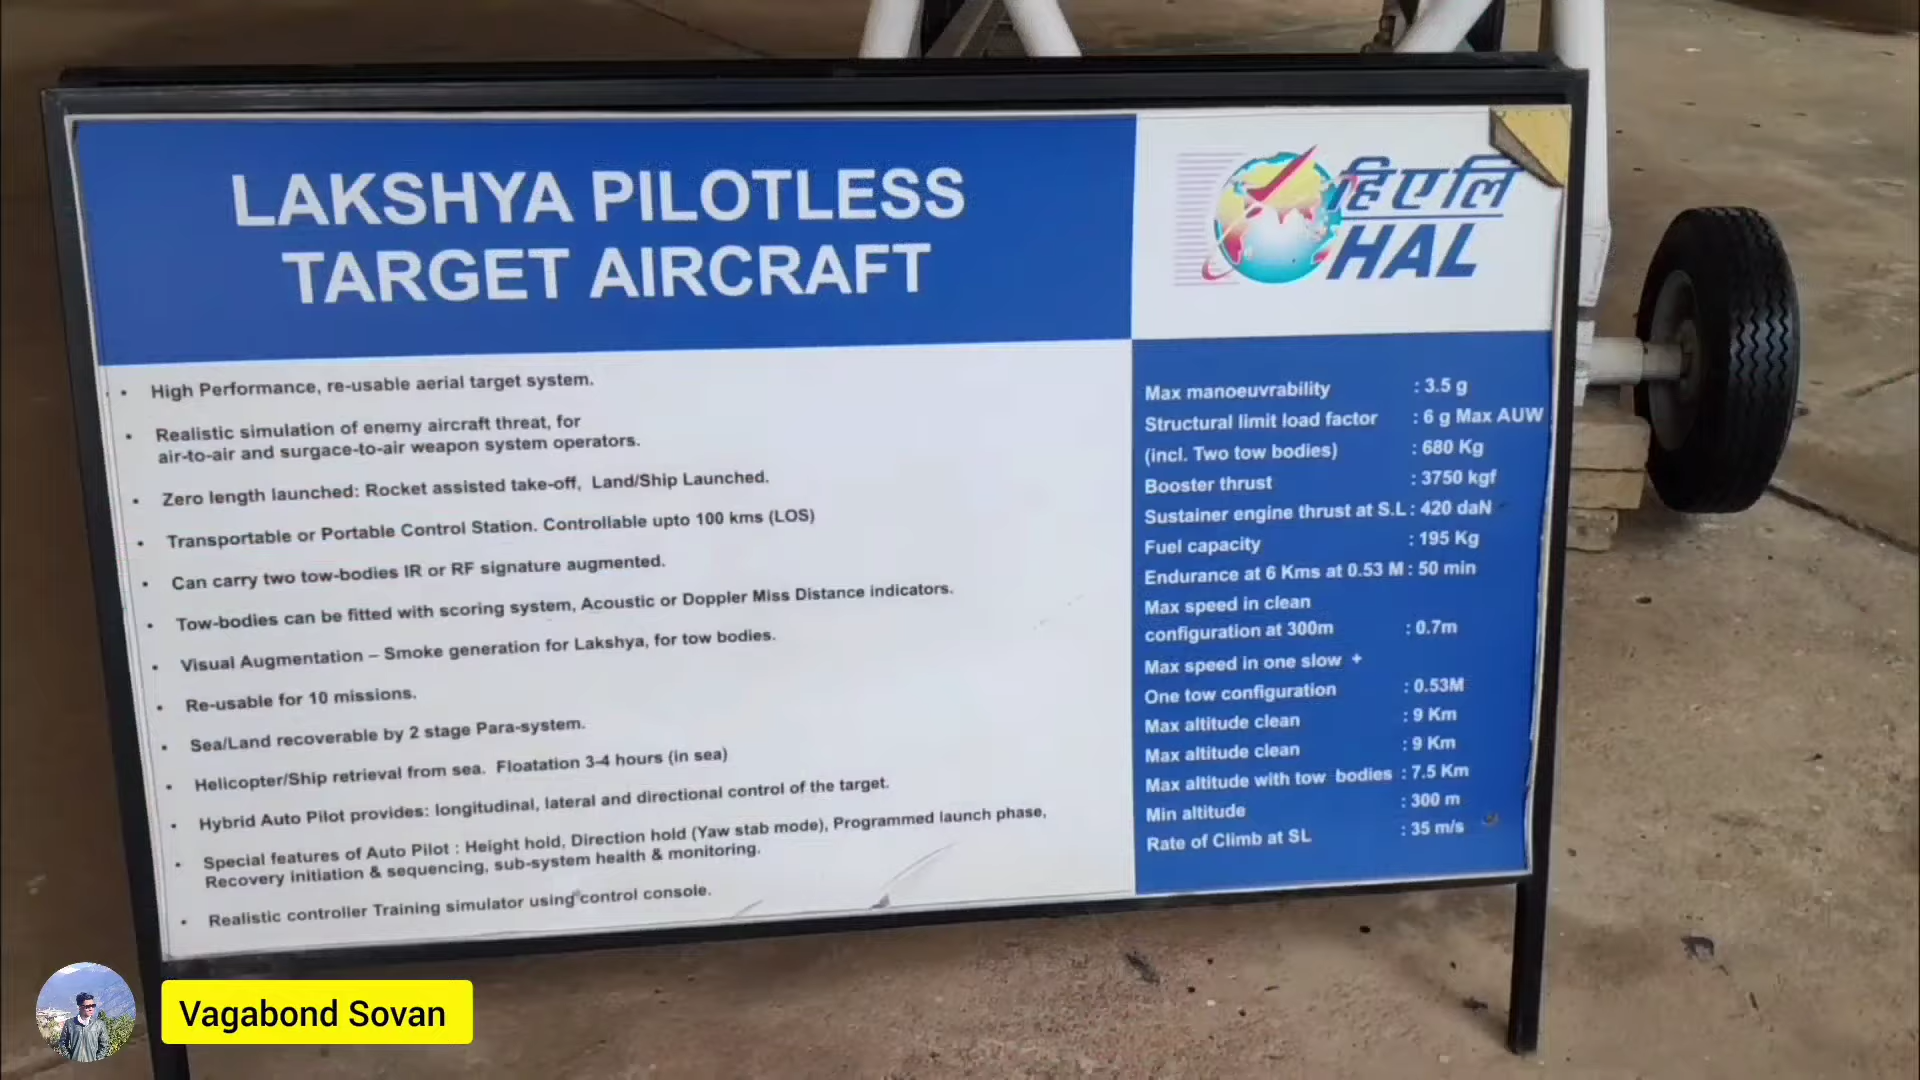 LAKSHYA PILOTLESS
TARGET AIRCRAFT
हिएलि
HAL
• High Performance, re-usable aerial target system.
• Realistic simulation of enemy aircraft threat, for
air-to-air and surgace-to-air weapon system operators.
• Zero length launched: Rocket assisted take-off, Land/Ship Launched.
• Transportable or Portable Control Station. Controllable upto 100 kms (LOS)
• Can carry two tow-bodies IR or RF signature augmented.
• Tow-bodies can be fitted with scoring system, Acoustic or Doppler Miss Distance indicators.
• Visual Augmentation – Smoke generation for Lakshya, for tow bodies.
• Re-usable for 10 missions.
• Sea/Land recoverable by 2 stage Para-system.
• Helicopter/Ship retrieval from sea. Floatation 3-4 hours (in sea)
• Hybrid Auto Pilot provides: longitudinal, lateral and directional control of the target.
• Special features of Auto Pilot : Height hold, Direction hold (Yaw stab mode), Programmed launch phase,
Recovery initiation & sequencing, sub-system health & monitoring.
• Realistic controller Training simulator using control console.
Max manoeuvrability : 3.5 g
Structural limit load factor : 6 g Max AUW
(incl. Two tow bodies) : 680 Kg
Booster thrust : 3750 kgf
Sustainer engine thrust at S.L : 420 daN
Fuel capacity : 195 Kg
Endurance at 6 Kms at 0.53 M : 50 min
Max speed in clean
configuration at 300m : 0.7m
Max speed in one slow +
One tow configuration : 0.53M
Max altitude clean : 9 Km
Max altitude clean : 9 Km
Max altitude with tow bodies : 7.5 Km
Min altitude : 300 m
Rate of Climb at SL : 35 m/s
Vagabond Sovan